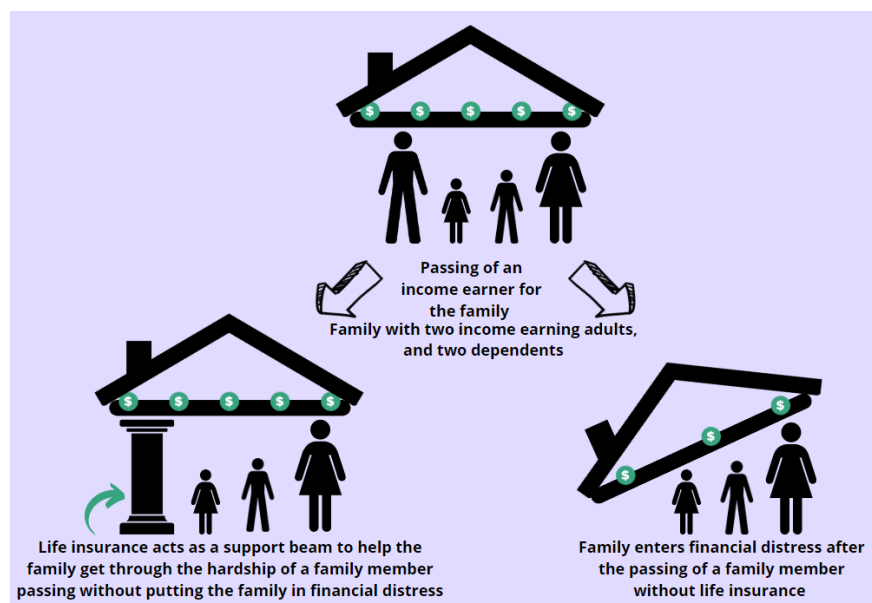 $ $ $ $ $
Passing of an
income earner for
the family
Family with two income earning adults,
and two dependents
$ $ $ $ $
$
$
$
Life insurance acts as a support beam to help the
family get through the hardship of a family member
passing without putting the family in financial distress
Family enters financial distress after
the passing of a family member
without life insurance